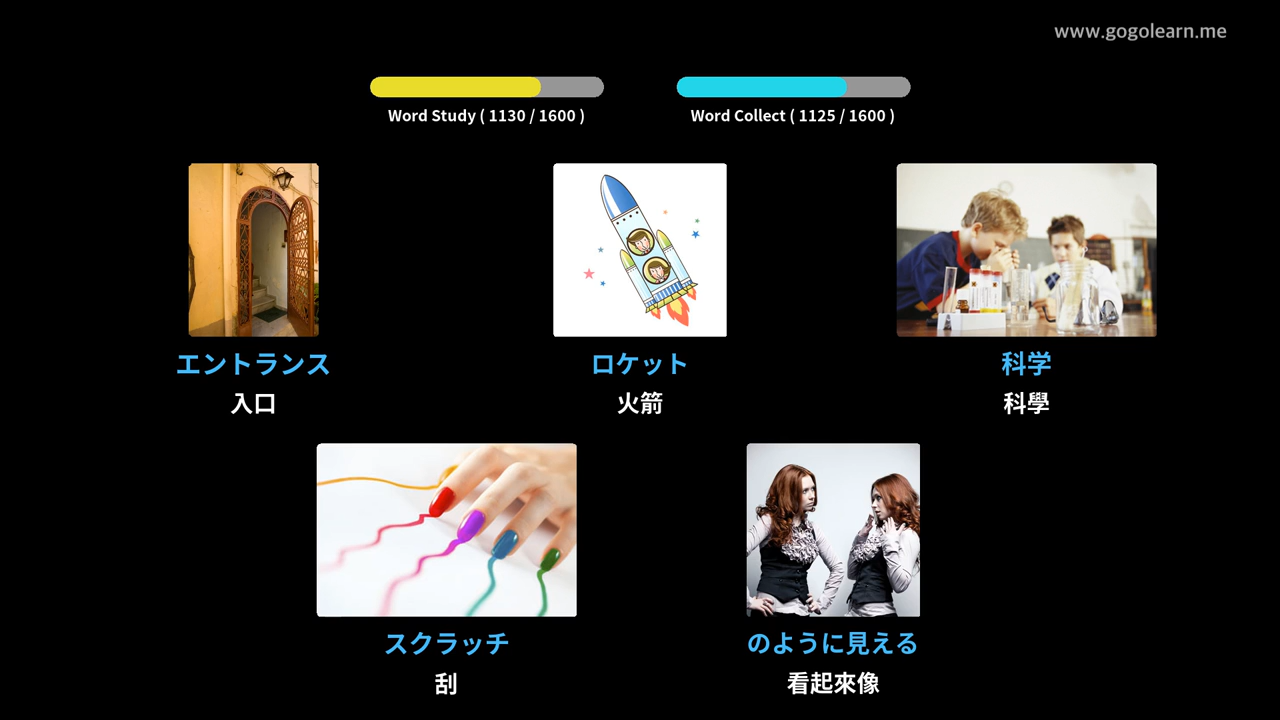 www.gogolearn.me
Word Study ( 1130 / 1600 )
Word Collect ( 1125 / 1600 )
エントランス
入口
ロケット
火箭
科学
科學
スクラッチ
刮
のように見える
看起來像